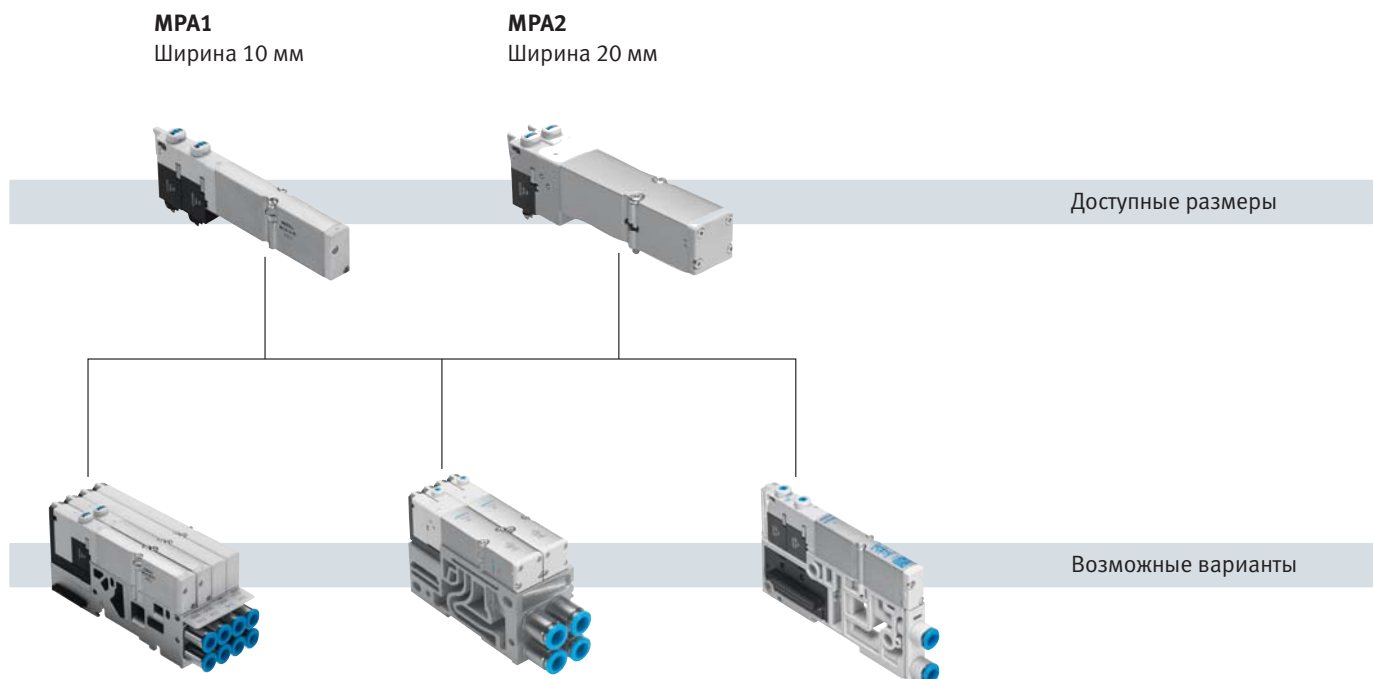 MPA1
Ширина 10 мм
MPA2
Ширина 20 мм
Доступные размеры
Возможные варианты